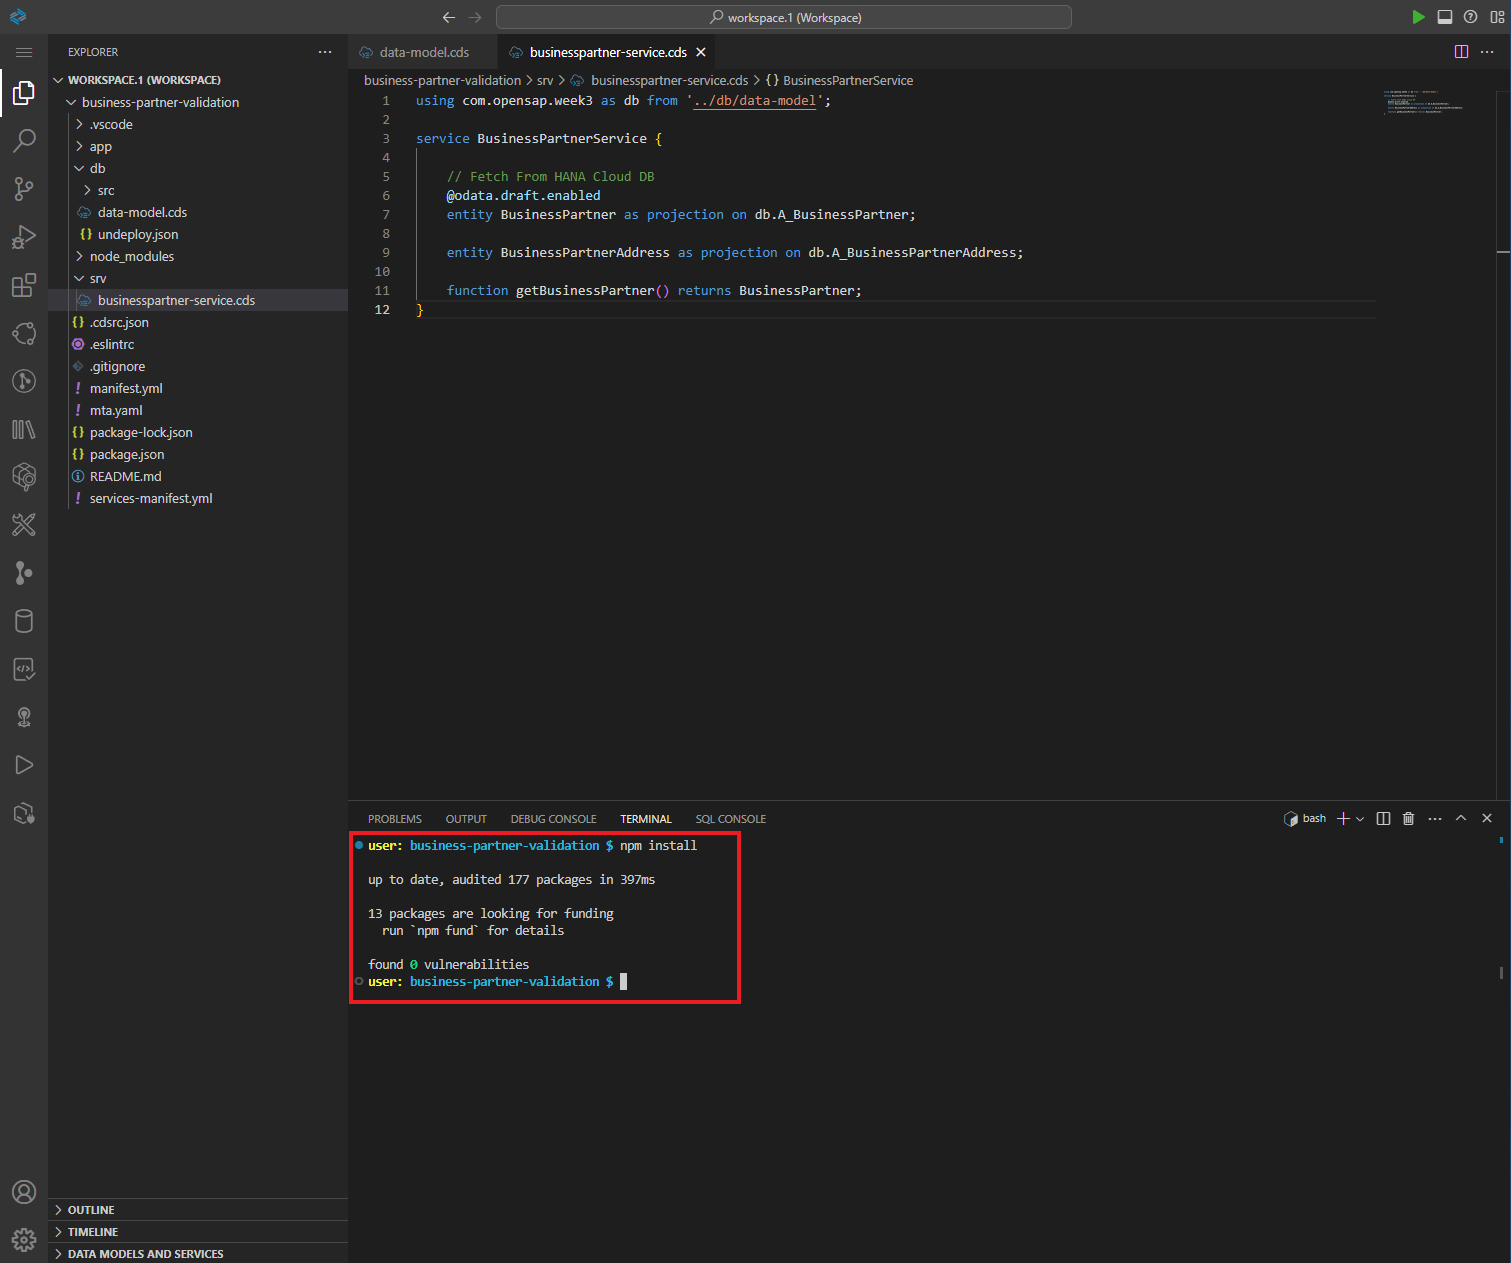 workspace.1 (Workspace)
EXPLORER
WORKSPACE.1 (WORKSPACE)
business-partner-validation
.vscode
app
db
src
data-model.cds
undeploy.json
node_modules
srv
businesspartner-service.cds
.cdsrc.json
.eslintrc
.gitignore
manifest.yml
mta.yaml
package-lock.json
package.json
README.md
services-manifest.yml
OUTLINE
TIMELINE
DATA MODELS AND SERVICES
data-model.cds
businesspartner-service.cds
business-partner-validation > srv > businesspartner-service.cds > {} BusinessPartnerService
1 using com.opensap.week3 as db from '../db/data-model';
2
3 service BusinessPartnerService {
4
5 // Fetch From HANA Cloud DB
6 @odata.draft.enabled
7 entity BusinessPartner as projection on db.A_BusinessPartner;
8
9 entity BusinessPartnerAddress as projection on db.A_BusinessPartnerAddress;
10
11 function getBusinessPartner() returns BusinessPartner;
12 }
PROBLEMS OUTPUT DEBUG CONSOLE TERMINAL SQL CONSOLE
bash
user: business-partner-validation $ npm install
up to date, audited 177 packages in 397ms
13 packages are looking for funding
run `npm fund` for details
found 0 vulnerabilities
user: business-partner-validation $